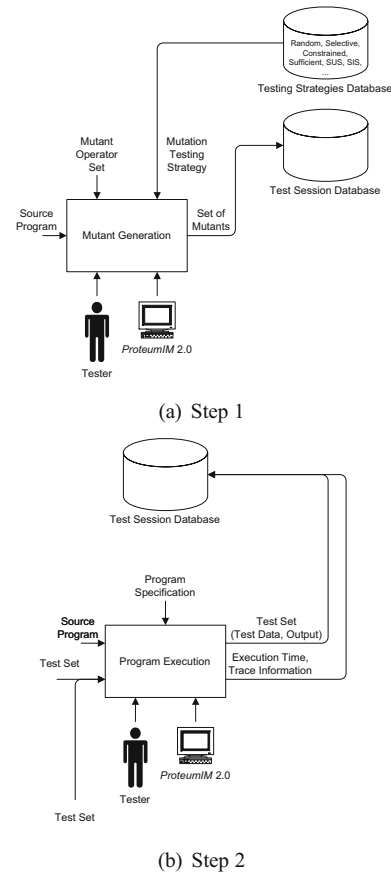 Random, Selective,
Constrained,
Sufficient, SUS, SIS,
...
Testing Strategies Database
Mutant
Operator
Set
Mutation
Testing
Strategy
Test Session Database
Source
Program
Mutant Generation
Set of
Mutants
ProteumIM 2.0
Tester
(a) Step 1
Test Session Database
Program
Specification
Source
Program
Test Set
(Test Data, Output)
Test Set
Program Execution
Execution Time,
Trace Information
ProteumIM 2.0
Tester
Test Set
(b) Step 2